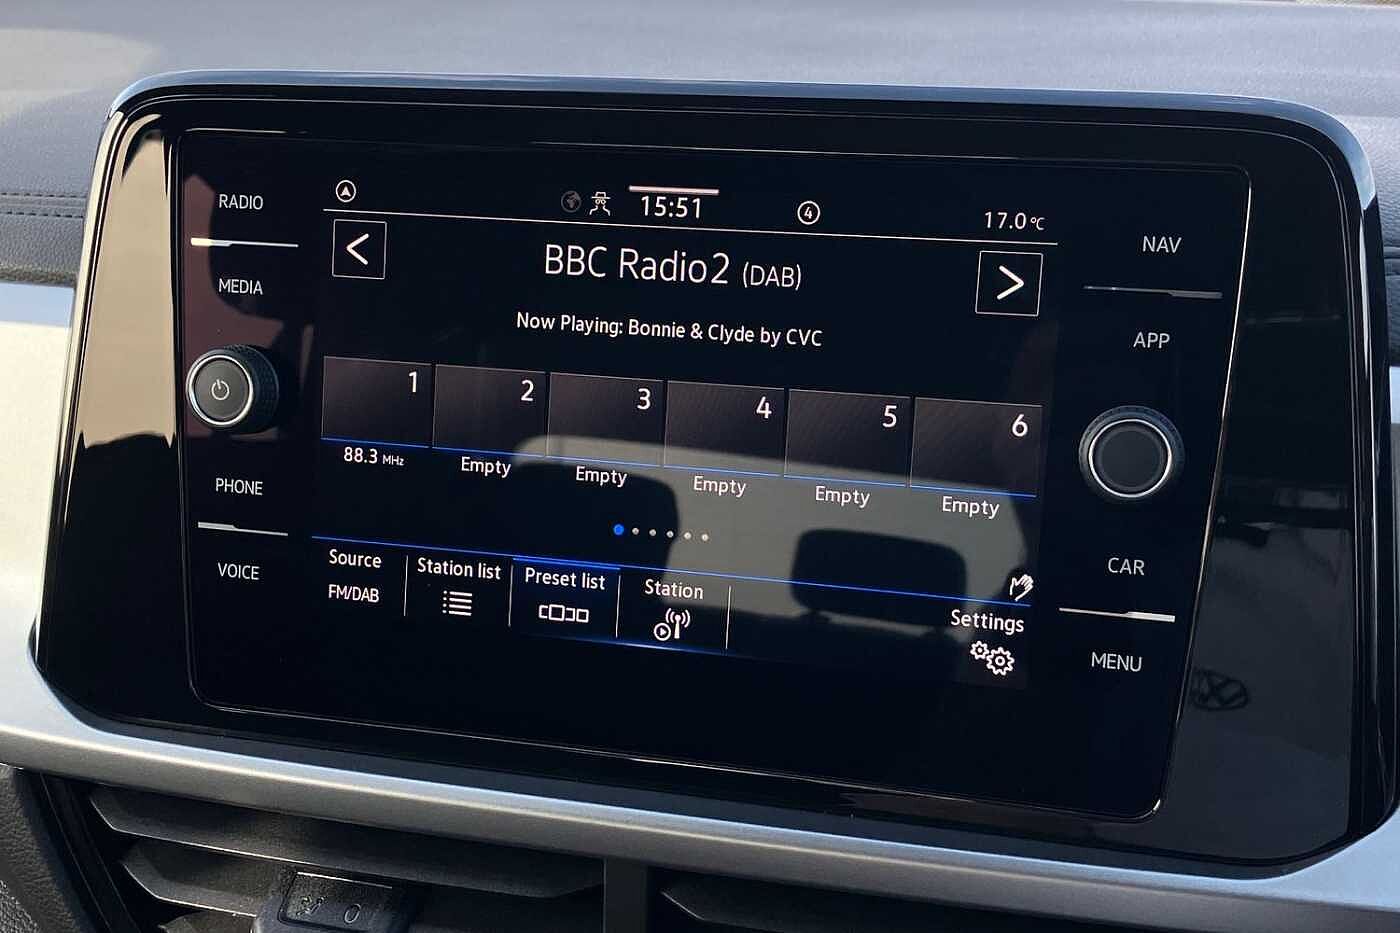 RADIO
MEDIA
PHONE
VOICE
15:51
4
17.0 °C
BBC Radio2 (DAB)
Now Playing: Bonnie & Clyde by CVC
1 2 3 4 5 6
88.3 MHz Empty Empty Empty Empty Empty
Source Station list Preset list Station Settings
FM/DAB
NAV
APP
CAR
MENU